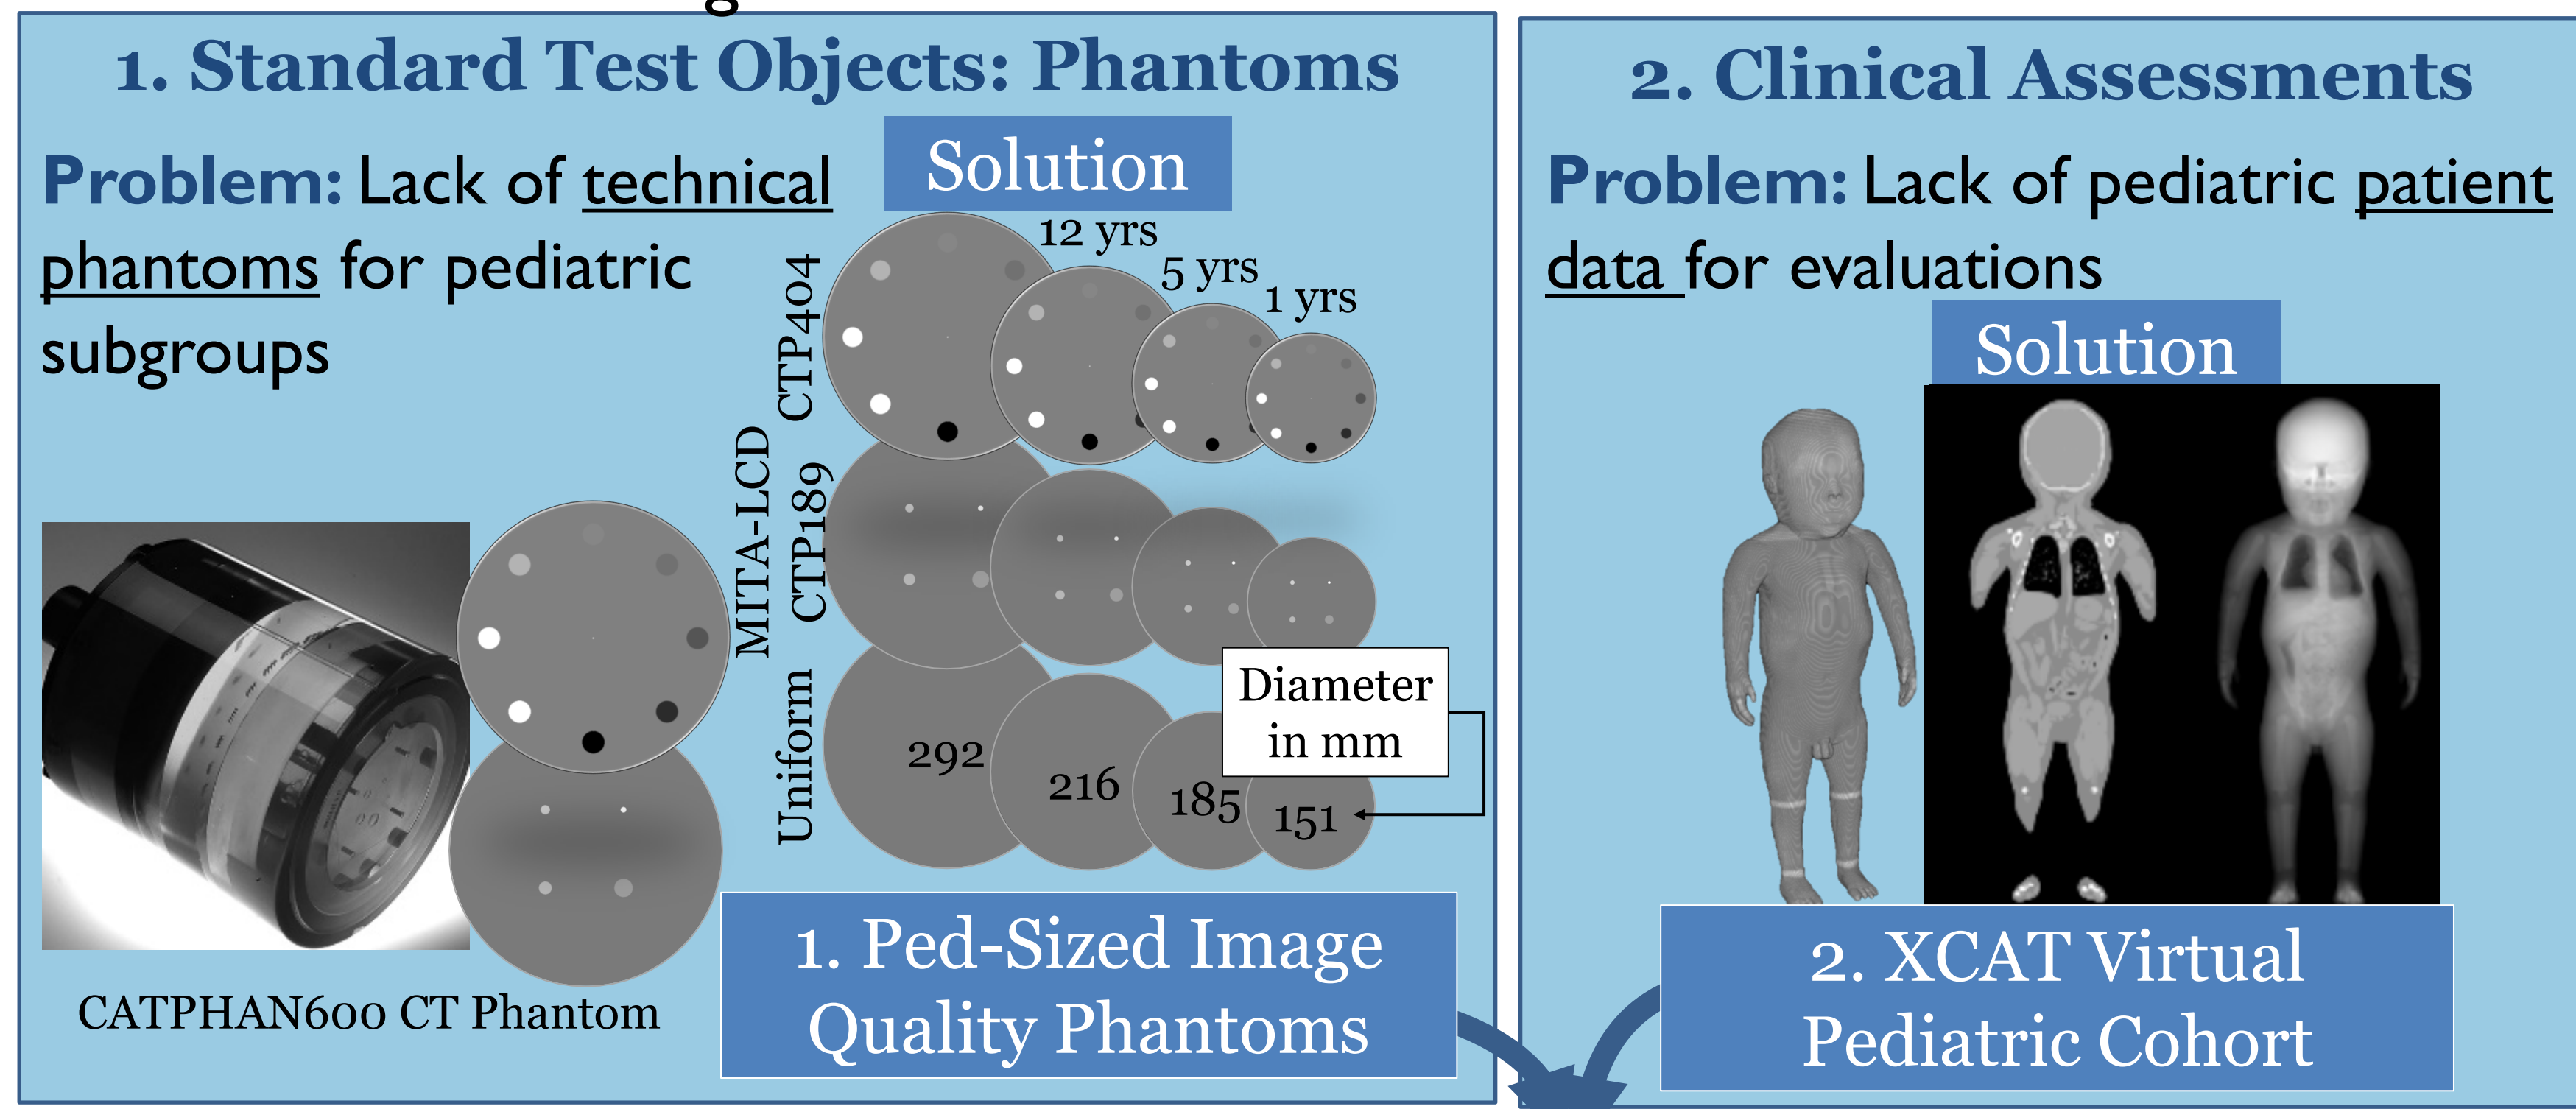 1. Standard Test Objects: Phantoms
Problem: Lack of technical
phantoms for pediatric
subgroups
Solution
12 yrs
5 yrs
1 yrs
CTP404
MITA-LCD
CTP189
Uniform
292
216
185
151
Diameter
in mm
CATPHAN600 CT Phantom
1. Ped-Sized Image
Quality Phantoms
2. Clinical Assessments
Problem: Lack of pediatric patient
data for evaluations
Solution
2. XCAT Virtual
Pediatric Cohort